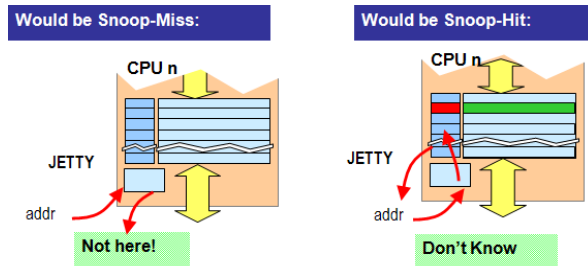 Would be Snoop-Miss:
CPU n
JETTY
addr
Not here!
Would be Snoop-Hit:
CPU n
JETTY
addr
Don't Know